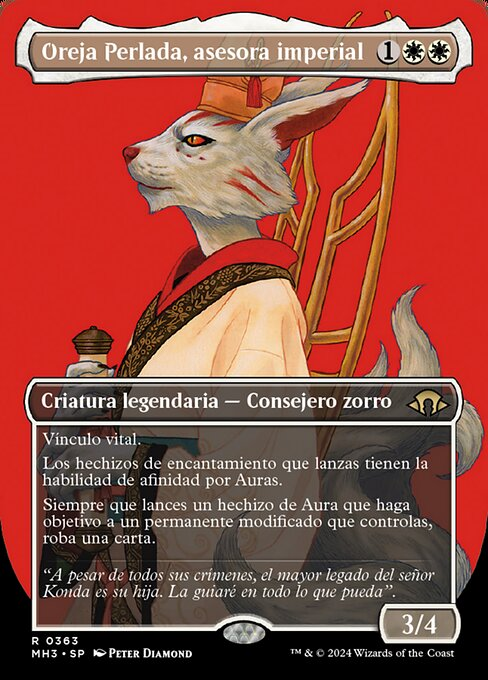 Oreja Perlada, asesora imperial 1
Criatura legendaria — Consejero zorro
Vínculo vital.
Los hechizos de encantamiento que lanzas tienen la
habilidad de afinidad por Auras.
Siempre que lances un hechizo de Aura que haga
objetivo a un permanente modificado que controlas,
roba una carta.
“A pesar de todos sus crímenes, el mayor legado del señor
Konda es su hija. La guiaré en todo lo que pueda”.
3/4
R 0363
MH3 • SP Peter Diamond
™ & © 2024 Wizards of the Coast